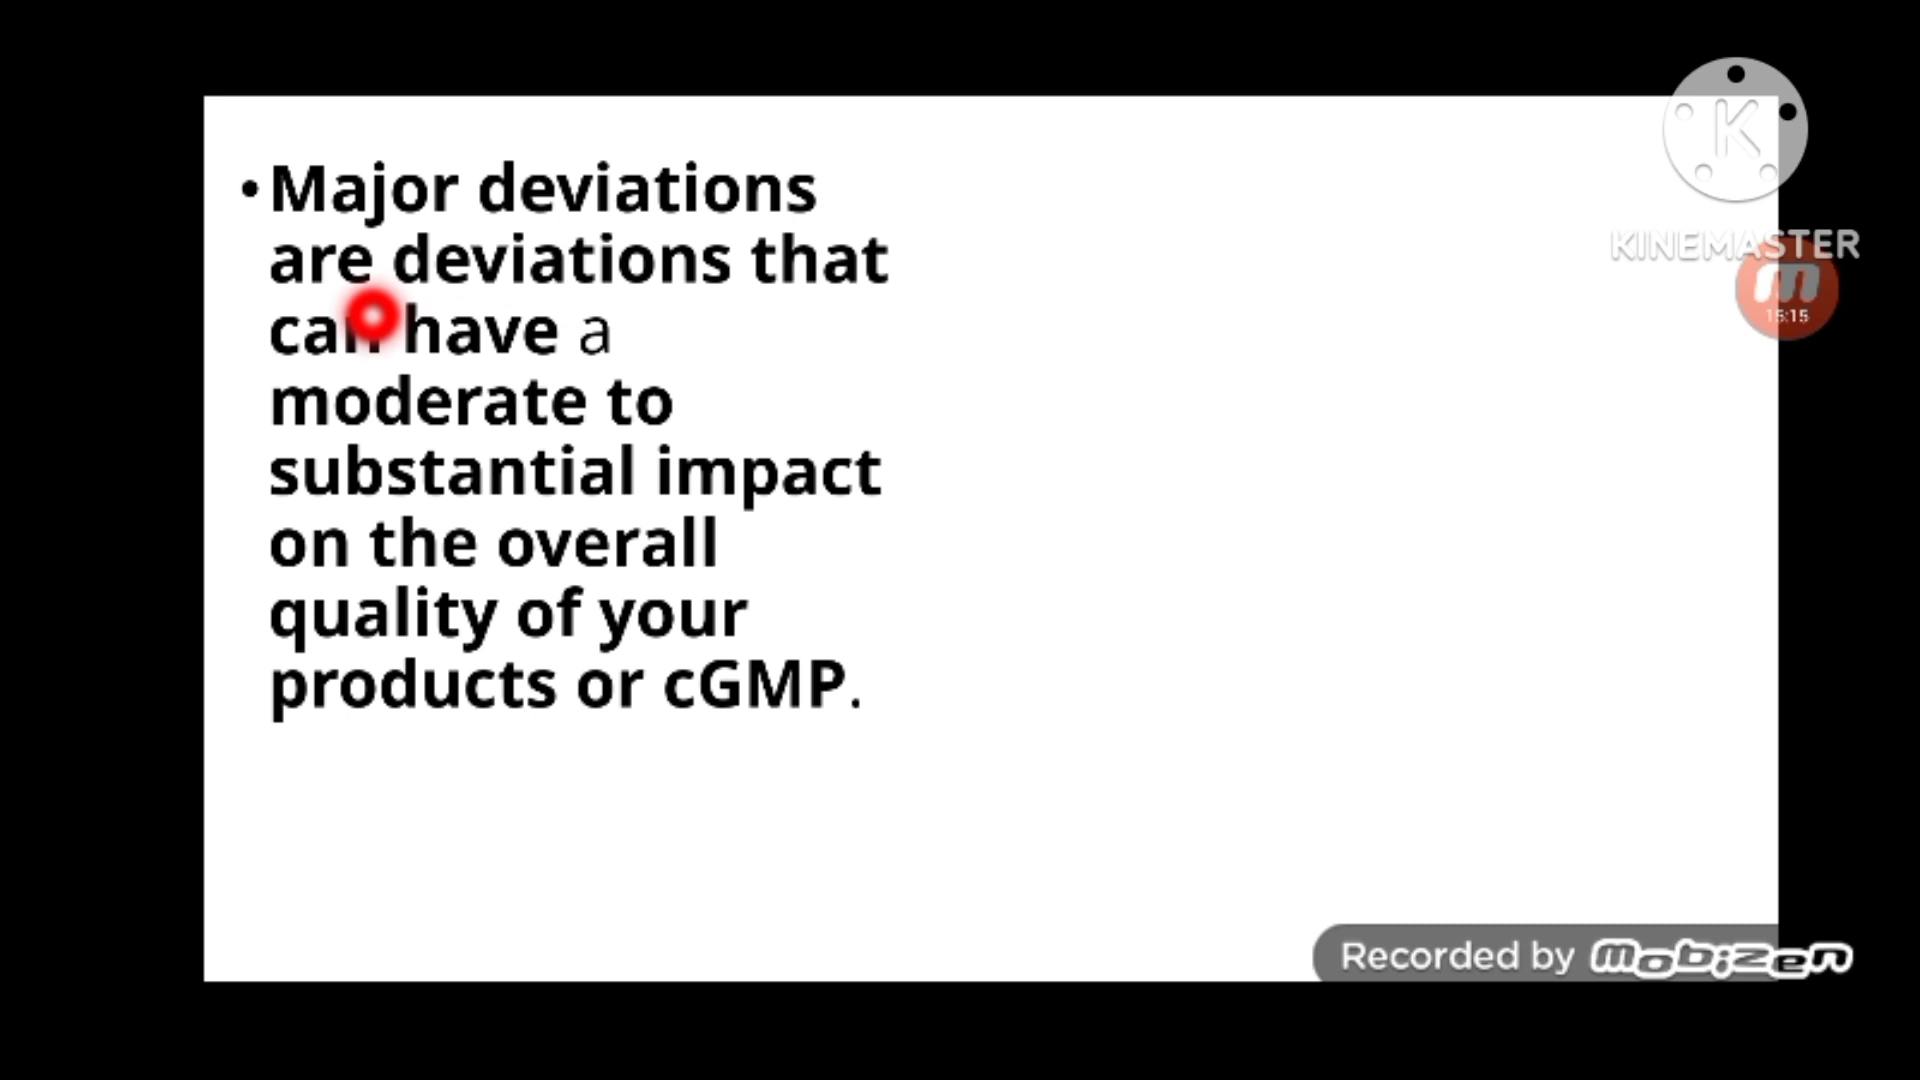 • Major deviations
are deviations that
can have a
moderate to
substantial impact
on the overall
quality of your
products or cGMP.
K
KINEMASTER
m
15:15
Recorded by mobizen